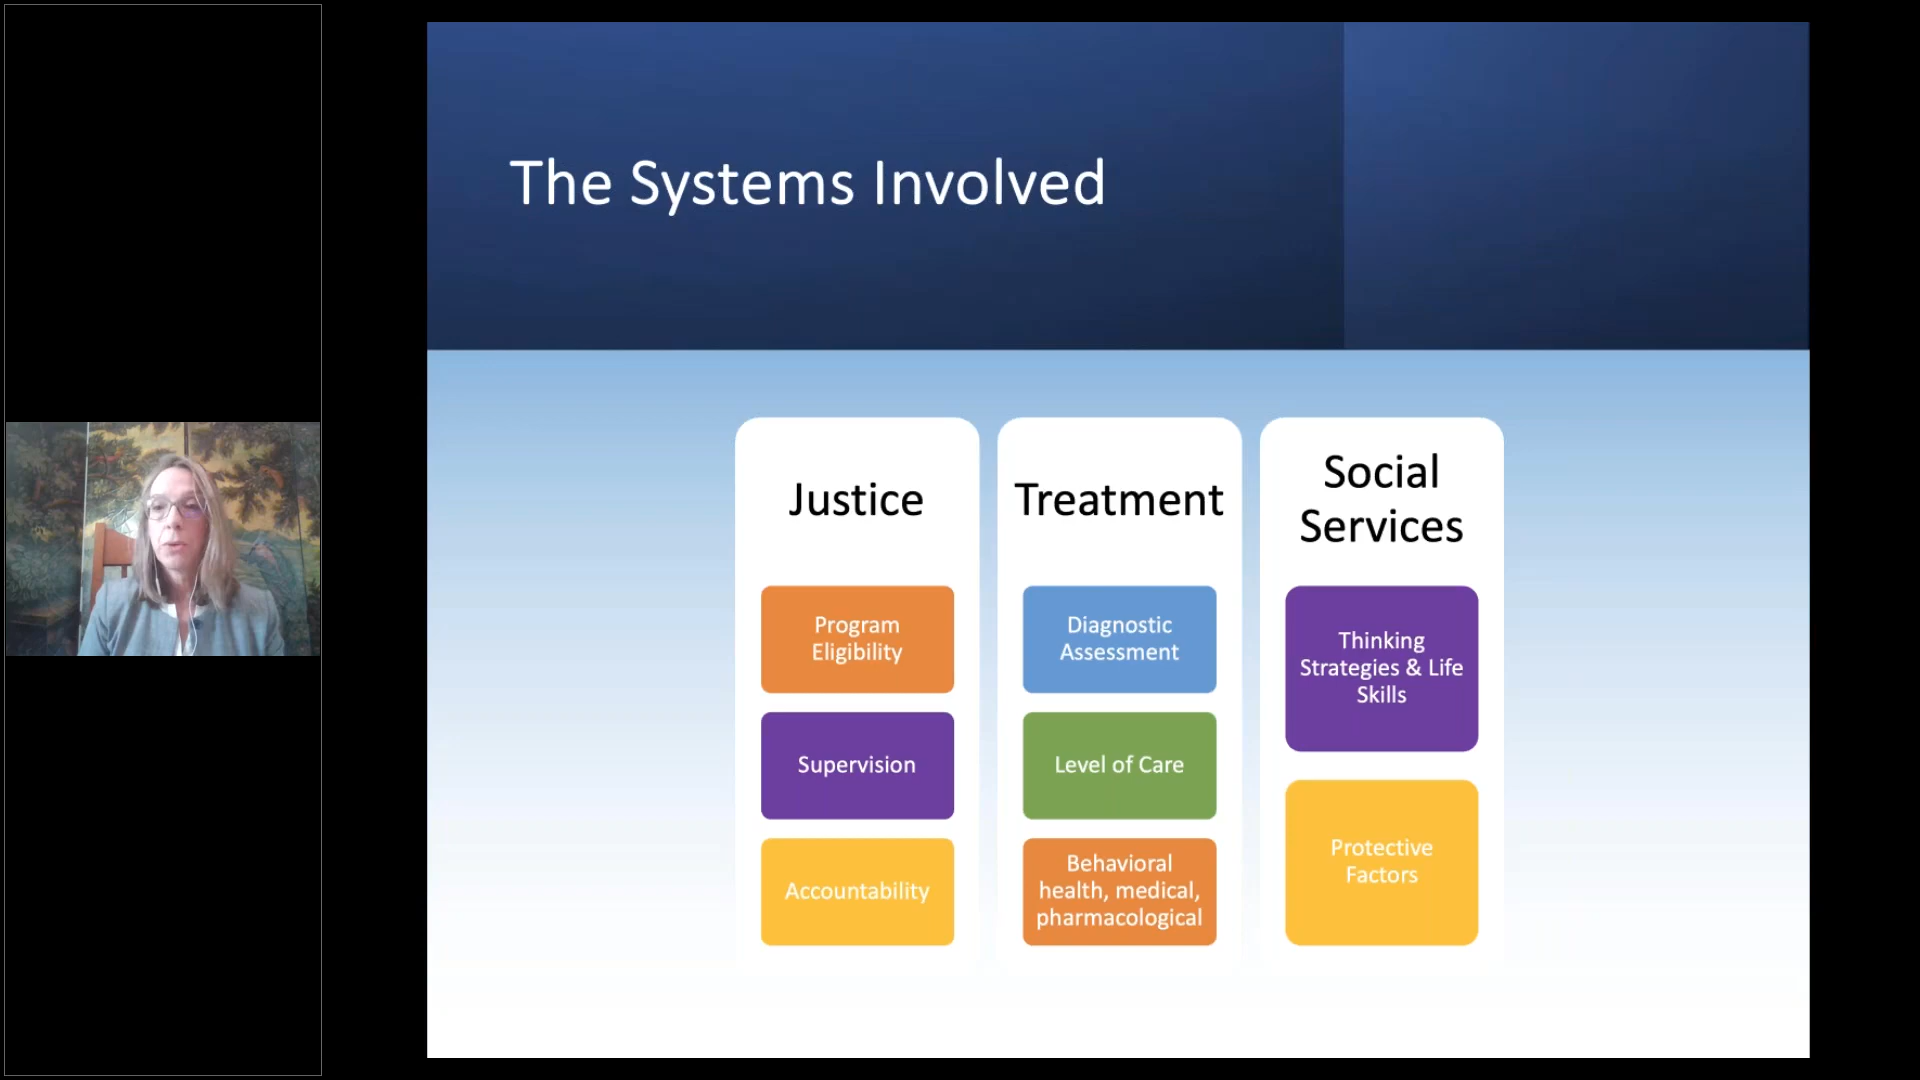 The Systems Involved
Justice
Program
Eligibility
Supervision
Accountability
Treatment
Diagnostic
Assessment
Level of Care
Behavioral
health, medical,
pharmacological
Social
Services
Thinking
Strategies & Life
Skills
Protective
Factors